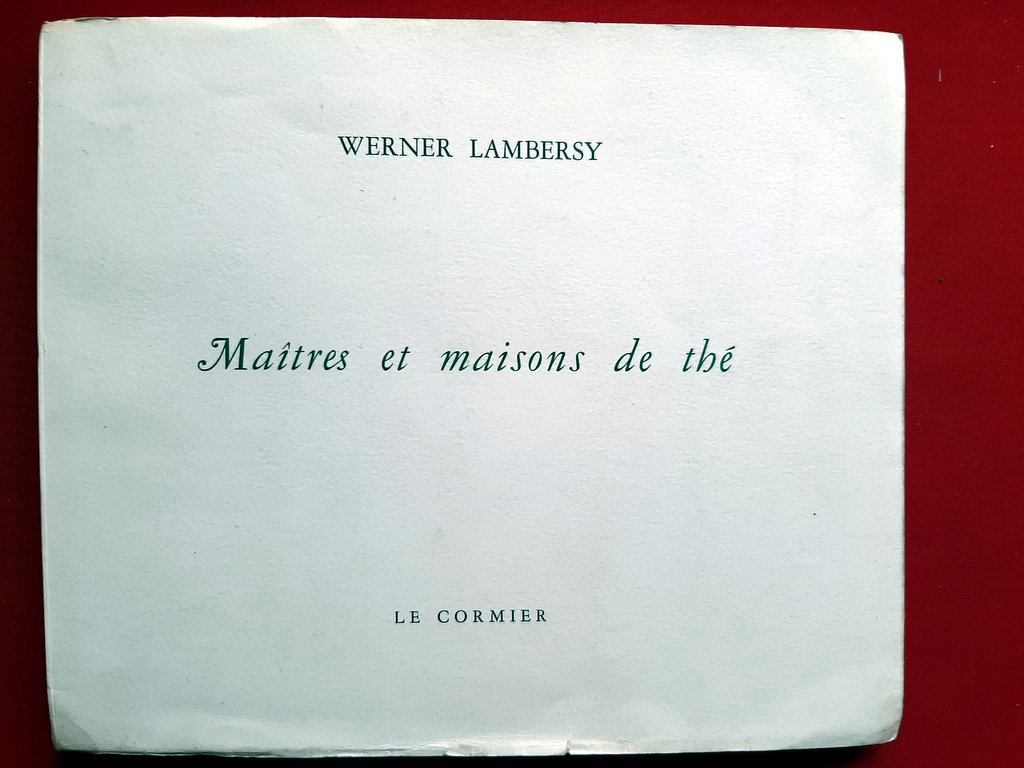 WERNER LAMBERSY
Maîtres et maisons de thé
LE CORMIER